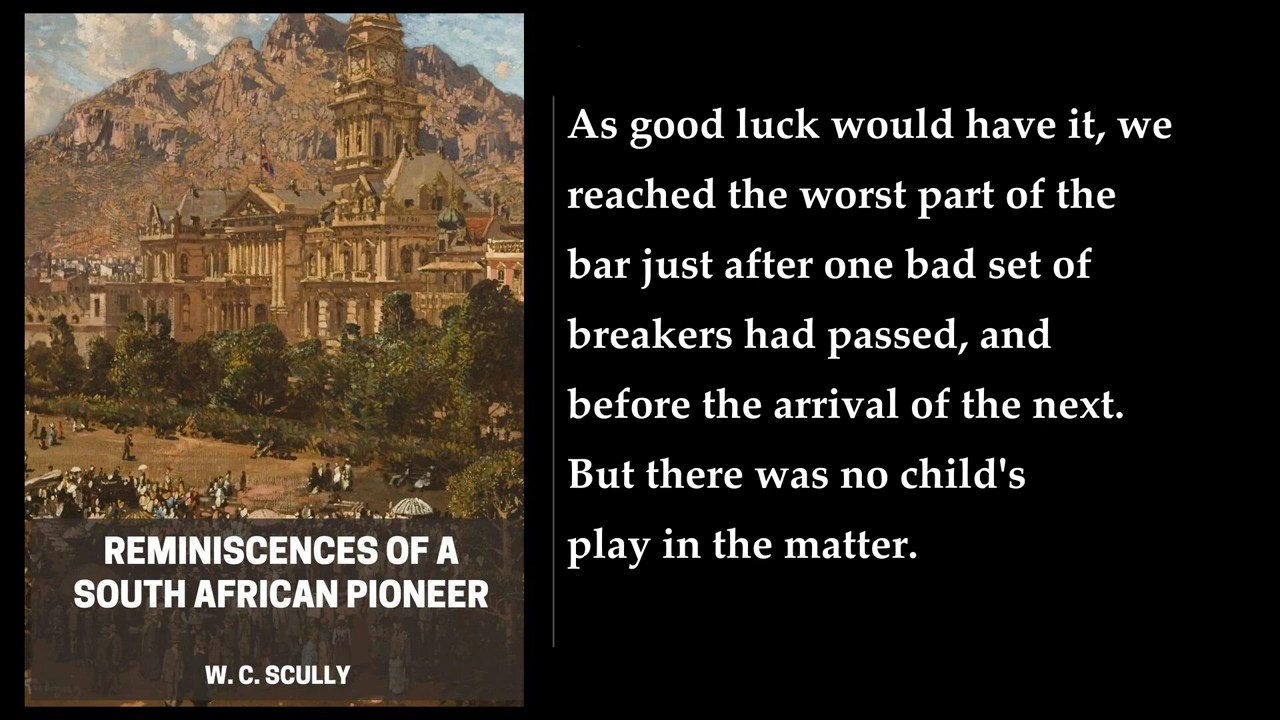 As good luck would have it, we
reached the worst part of the
bar just after one bad set of
breakers had passed, and
before the arrival of the next.
But there was no child's
play in the matter.
REMINISCENCES OF A
SOUTH AFRICAN PIONEER
W. C. SCULLY